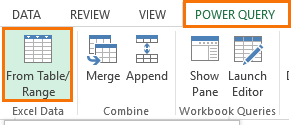 DATA REVIEW VIEW POWER QUERY
From Table/ Merge Append Show Launch
Range Pane Editor
Excel Data Combine Workbook Queries